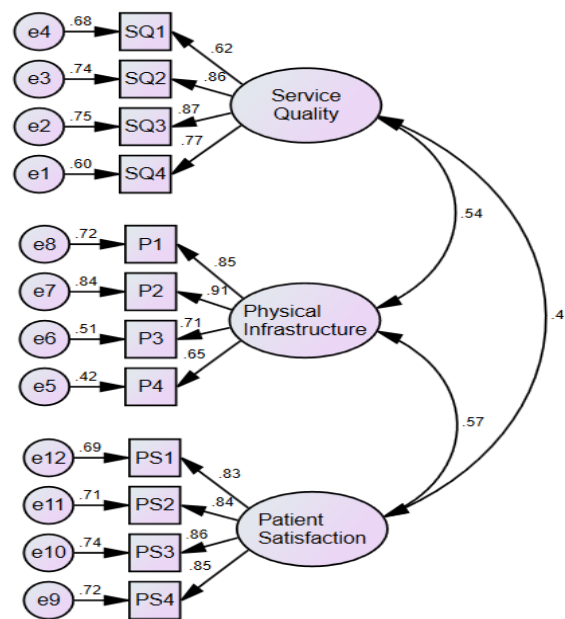 e4 .68 SQ1 .62
e3 .74 SQ2 .86
e2 .75 SQ3 .87
e1 .60 SQ4 .77
Service
Quality
.54
e8 .72 P1 .85
e7 .84 P2 .91
e6 .51 P3 .71
e5 .42 P4 .65
Physical
Infrastructure
.4
.57
e12 .69 PS1 .83
e11 .71 PS2 .84
e10 .74 PS3 .86
e9 .72 PS4 .85
Patient
Satisfaction